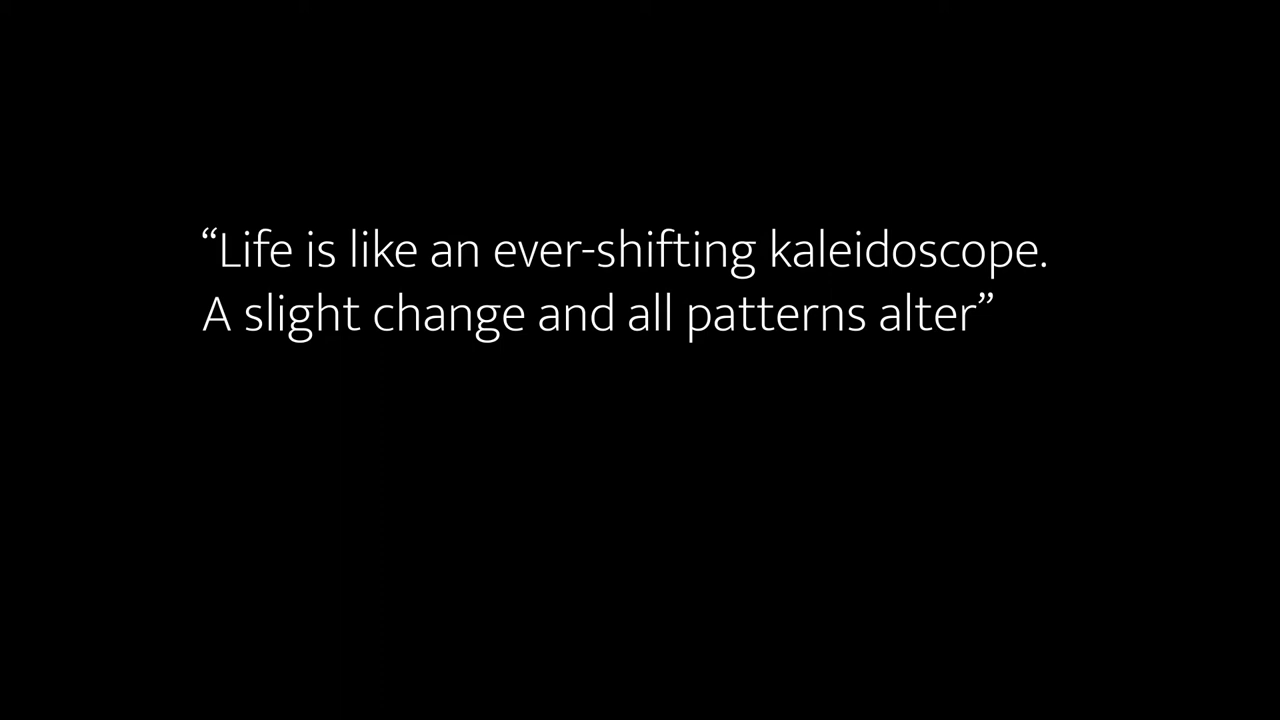 “Life is like an ever-shifting kaleidoscope.
A slight change and all patterns alter”